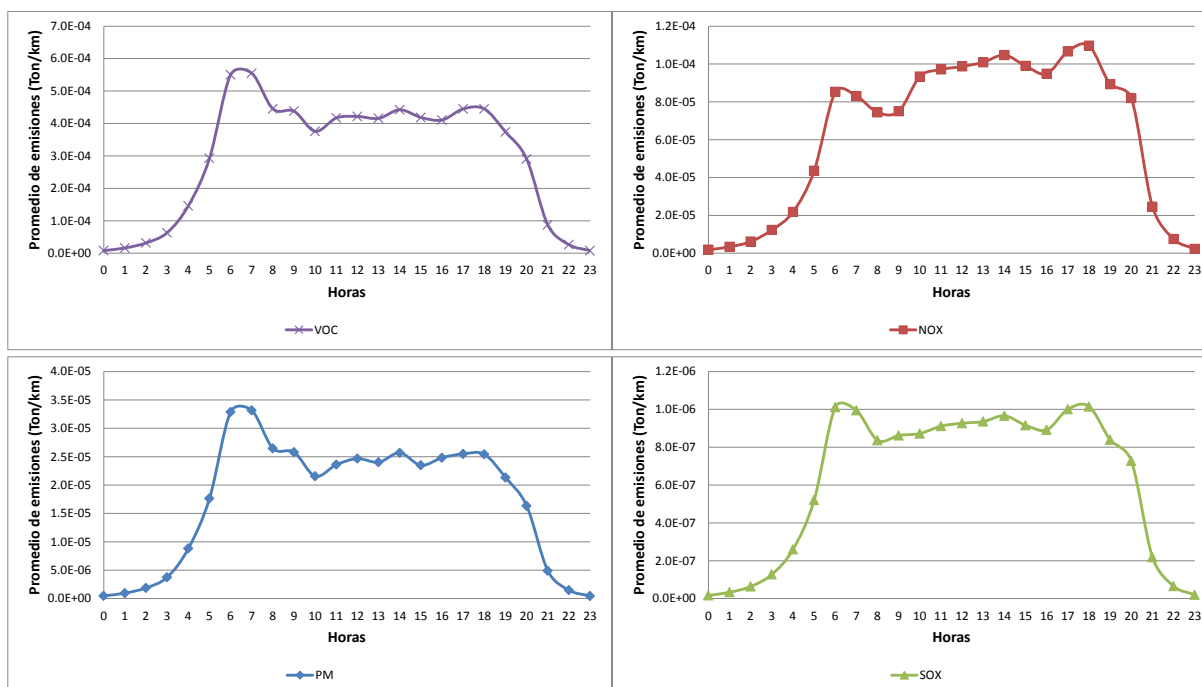 Promedio de emisiones (Ton/km)
7.0E-04
6.0E-04
5.0E-04
4.0E-04
3.0E-04
2.0E-04
1.0E-04
0.0E+00
0 1 2 3 4 5 6 7 8 9 10 11 12 13 14 15 16 17 18 19 20 21 22 23
Horas
VOC
Promedio de emisiones (Ton/km)
1.2E-04
1.0E-04
8.0E-05
6.0E-05
4.0E-05
2.0E-05
0.0E+00
0 1 2 3 4 5 6 7 8 9 10 11 12 13 14 15 16 17 18 19 20 21 22 23
Horas
NOX
Promedio de emisiones (Ton/km)
4.0E-05
3.5E-05
3.0E-05
2.5E-05
2.0E-05
1.5E-05
1.0E-05
5.0E-06
0.0E+00
0 1 2 3 4 5 6 7 8 9 10 11 12 13 14 15 16 17 18 19 20 21 22 23
Horas
PM
Promedio de emisiones (Ton/km)
1.2E-06
1.0E-06
8.0E-07
6.0E-07
4.0E-07
2.0E-07
0.0E+00
0 1 2 3 4 5 6 7 8 9 10 11 12 13 14 15 16 17 18 19 20 21 22 23
Horas
SOX